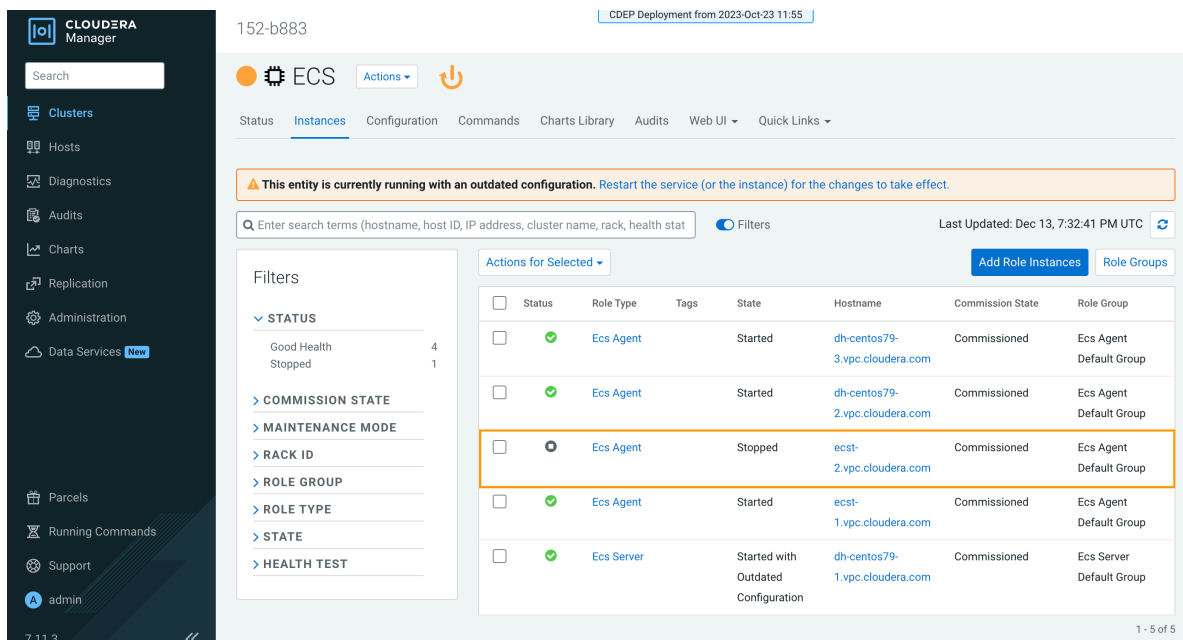 CLOUDERA
Manager
Search
Clusters
Hosts
Diagnostics
Audits
Charts
Replication
Administration
Data Services New
Parcels
Running Commands
Support
A admin
7.11.3
152-b883
CDEP Deployment from 2023-Oct-23 11:55
ECS
Actions
Status Instances Configuration Commands Charts Library Audits Web UI Quick Links
This entity is currently running with an outdated configuration. Restart the service (or the instance) for the changes to take effect.
Enter search terms (hostname, host ID, IP address, cluster name, rack, health stat
Filters
Last Updated: Dec 13, 7:32:41 PM UTC
Filters
STATUS
Good Health 4
Stopped 1
COMMISSION STATE
MAINTENANCE MODE
RACK ID
ROLE GROUP
ROLE TYPE
STATE
HEALTH TEST
Actions for Selected
Add Role Instances
Role Groups
Status Role Type Tags State Hostname Commission State Role Group
Ecs Agent Started dh-centos79- Commissioned Ecs Agent
3.vpc.cloudera.com Default Group
Ecs Agent Started dh-centos79- Commissioned Ecs Agent
2.vpc.cloudera.com Default Group
Ecs Agent Stopped ecst- Commissioned Ecs Agent
2.vpc.cloudera.com Default Group
Ecs Agent Started ecst- Commissioned Ecs Agent
1.vpc.cloudera.com Default Group
Ecs Server Started with dh-centos79- Commissioned Ecs Server
Outdated 1.vpc.cloudera.com Default Group
Configuration
1 - 5 of 5